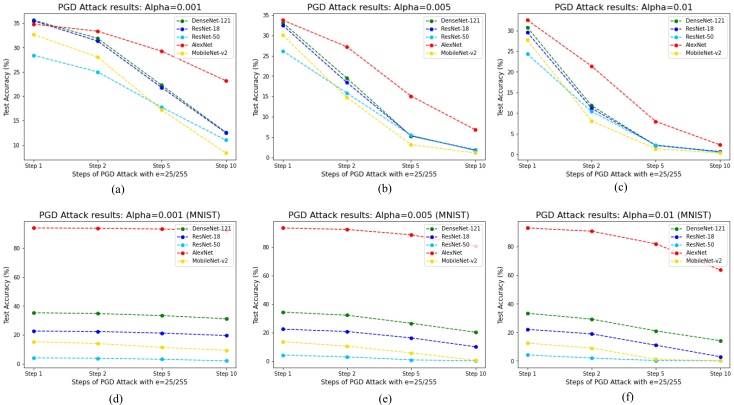 PGD Attack results: Alpha=0.001
Test Accuracy (%)
35
30
25
20
15
10
DenseNet-121
ResNet-18
ResNet-50
AlexNet
MobileNet-v2
Step 1 Step 2 Step 5 Step 10
Steps of PGD Attack with e=25/255
(a)
PGD Attack results: Alpha=0.005
Test Accuracy (%)
35
30
25
20
15
10
5
0
DenseNet-121
ResNet-18
ResNet-50
AlexNet
MobileNet-v2
Step 1 Step 2 Step 5 Step 10
Steps of PGD Attack with e=25/255
(b)
PGD Attack results: Alpha=0.01
Test Accuracy (%)
30
25
20
15
10
5
0
DenseNet-121
ResNet-18
ResNet-50
AlexNet
MobileNet-v2
Step 1 Step 2 Step 5 Step 10
Steps of PGD Attack with e=25/255
(c)
PGD Attack results: Alpha=0.001 (MNIST)
Test Accuracy (%)
80
60
40
20
0
DenseNet-121
ResNet-18
ResNet-50
AlexNet
MobileNet-v2
Step 1 Step 2 Step 5 Step 10
Steps of PGD Attack with e=25/255
(d)
PGD Attack results: Alpha=0.005 (MNIST)
Test Accuracy (%)
80
60
40
20
0
DenseNet-121
ResNet-18
ResNet-50
AlexNet
MobileNet-v2
Step 1 Step 2 Step 5 Step 10
Steps of PGD Attack with e=25/255
(e)
PGD Attack results: Alpha=0.01 (MNIST)
Test Accuracy (%)
80
60
40
20
0
DenseNet-121
ResNet-18
ResNet-50
AlexNet
MobileNet-v2
Step 1 Step 2 Step 5 Step 10
Steps of PGD Attack with e=25/255
(f)